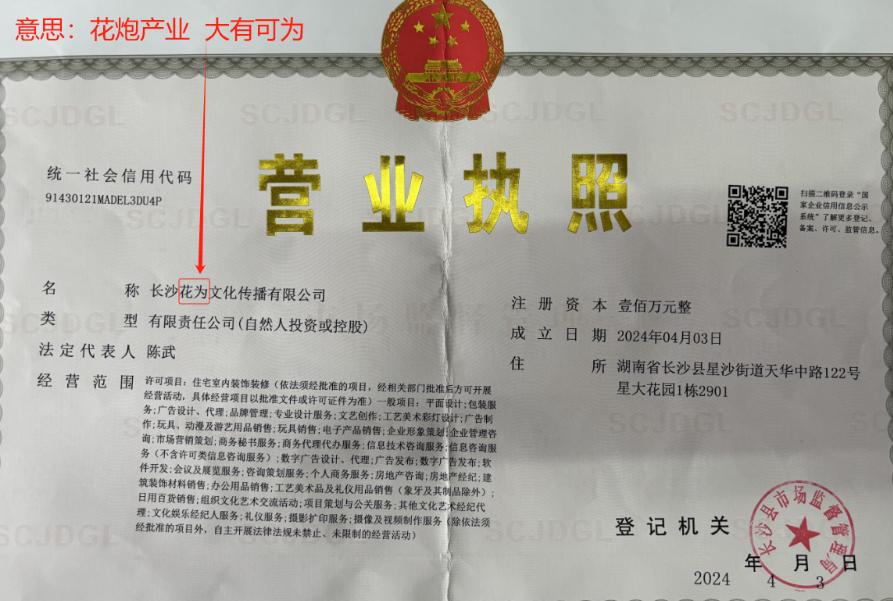 意思：花炮产业 大有可为
SCJDGL SCJDGL SCJDGL SCJDGL
营业执照
统一社会信用代码
91430121MADEL3DU4P
扫描二维码登录“国
家企业信用信息公示
系统”了解更多登记、
备案、许可、监管信息。
名称 长沙花为文化传播有限公司
类型 有限责任公司(自然人投资或控股)
法定代表人 陈武
经营范围 许可项目：住宅室内装饰装修（依法须经批准的项目，经相关部门批准后方可开展
经营活动，具体经营项目以批准文件或许可证件为准）一般项目：平面设计;包装服
务;广告设计、代理;品牌管理;专业设计服务;文艺创作;工艺美术彩灯设计;广告制
作;玩具、动漫及游艺用品销售;玩具销售;电子产品销售;企业形象策划;企业管理咨
询;市场营销策划;商务秘书服务;商务代理代办服务;信息技术咨询服务;信息咨询服
务（不含许可类信息咨询服务）;数字广告设计、代理;广告发布;数字广告发布;软
件开发;会议及展览服务;咨询策划服务;个人商务服务;房地产咨询;房地产经纪;建
筑装饰材料销售;办公用品销售;工艺美术品及礼仪用品销售（象牙及其制品除外）;
日用百货销售;组织文化艺术交流活动;项目策划与公关服务;其他文化艺术经纪代
理;文化娱乐经纪人服务;礼仪服务;摄影扩印服务;摄像及视频制作服务（除依法须
经批准的项目外，自主开展法律法规未禁止、未限制的经营活动）
注册资本 壹佰万元整
成立日期 2024年04月03日
住所 湖南省长沙县星沙街道天华中路122号
星大花园1栋2901
登记机关
长沙县市场监督管理局
2024年4月3日